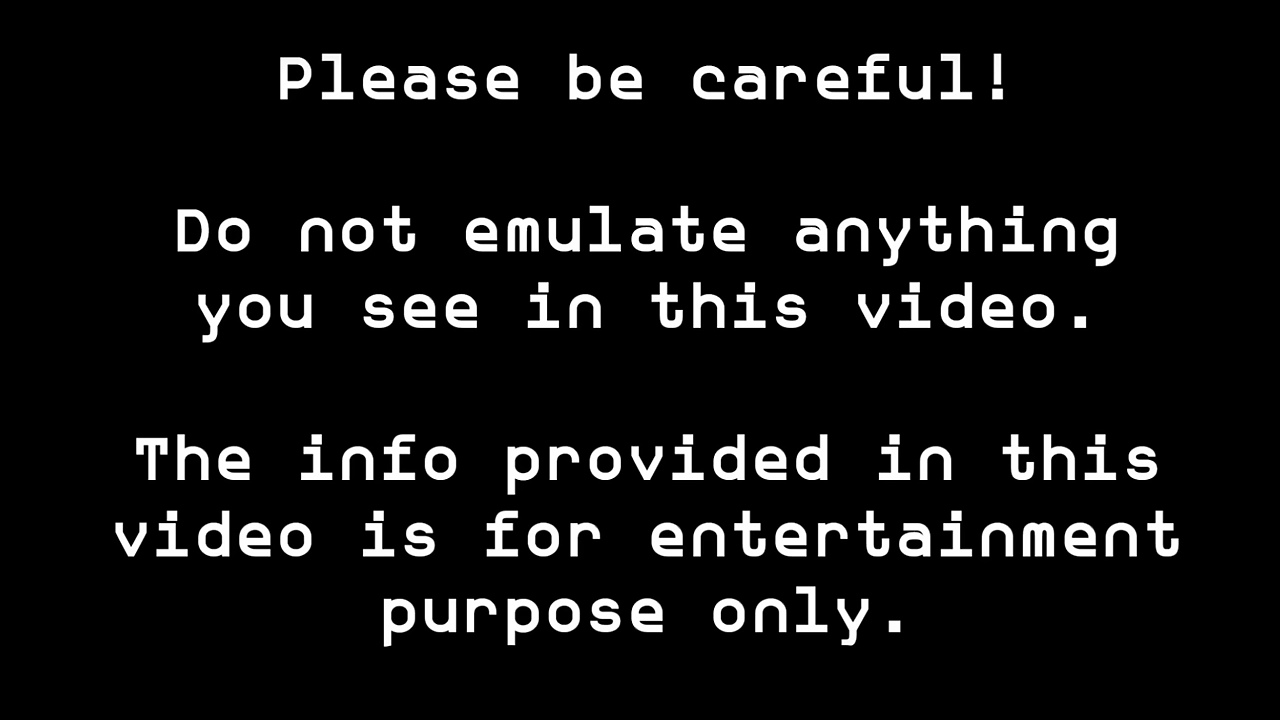 Please be careful!
Do not emulate anything
you see in this video.
The info provided in this
video is for entertainment
purpose only.